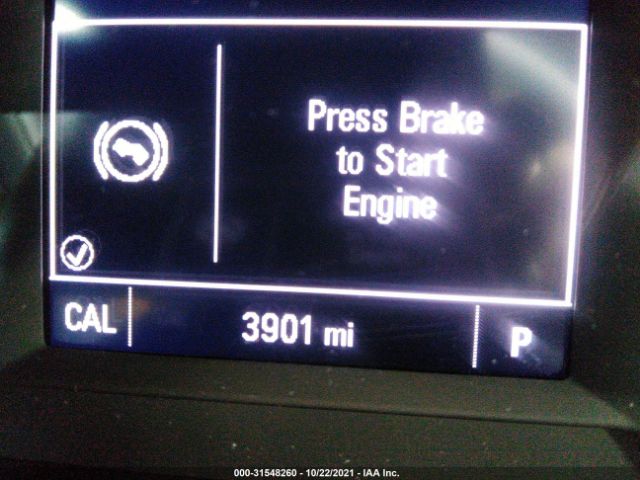 Press Brake
to Start
Engine
CAL
3901 mi
P
000-31548260 - 10/22/2021 - IAA Inc.